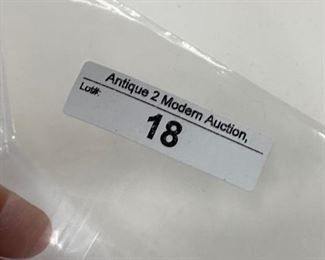 Antique 2 Modern Auction,
Lot#:
18